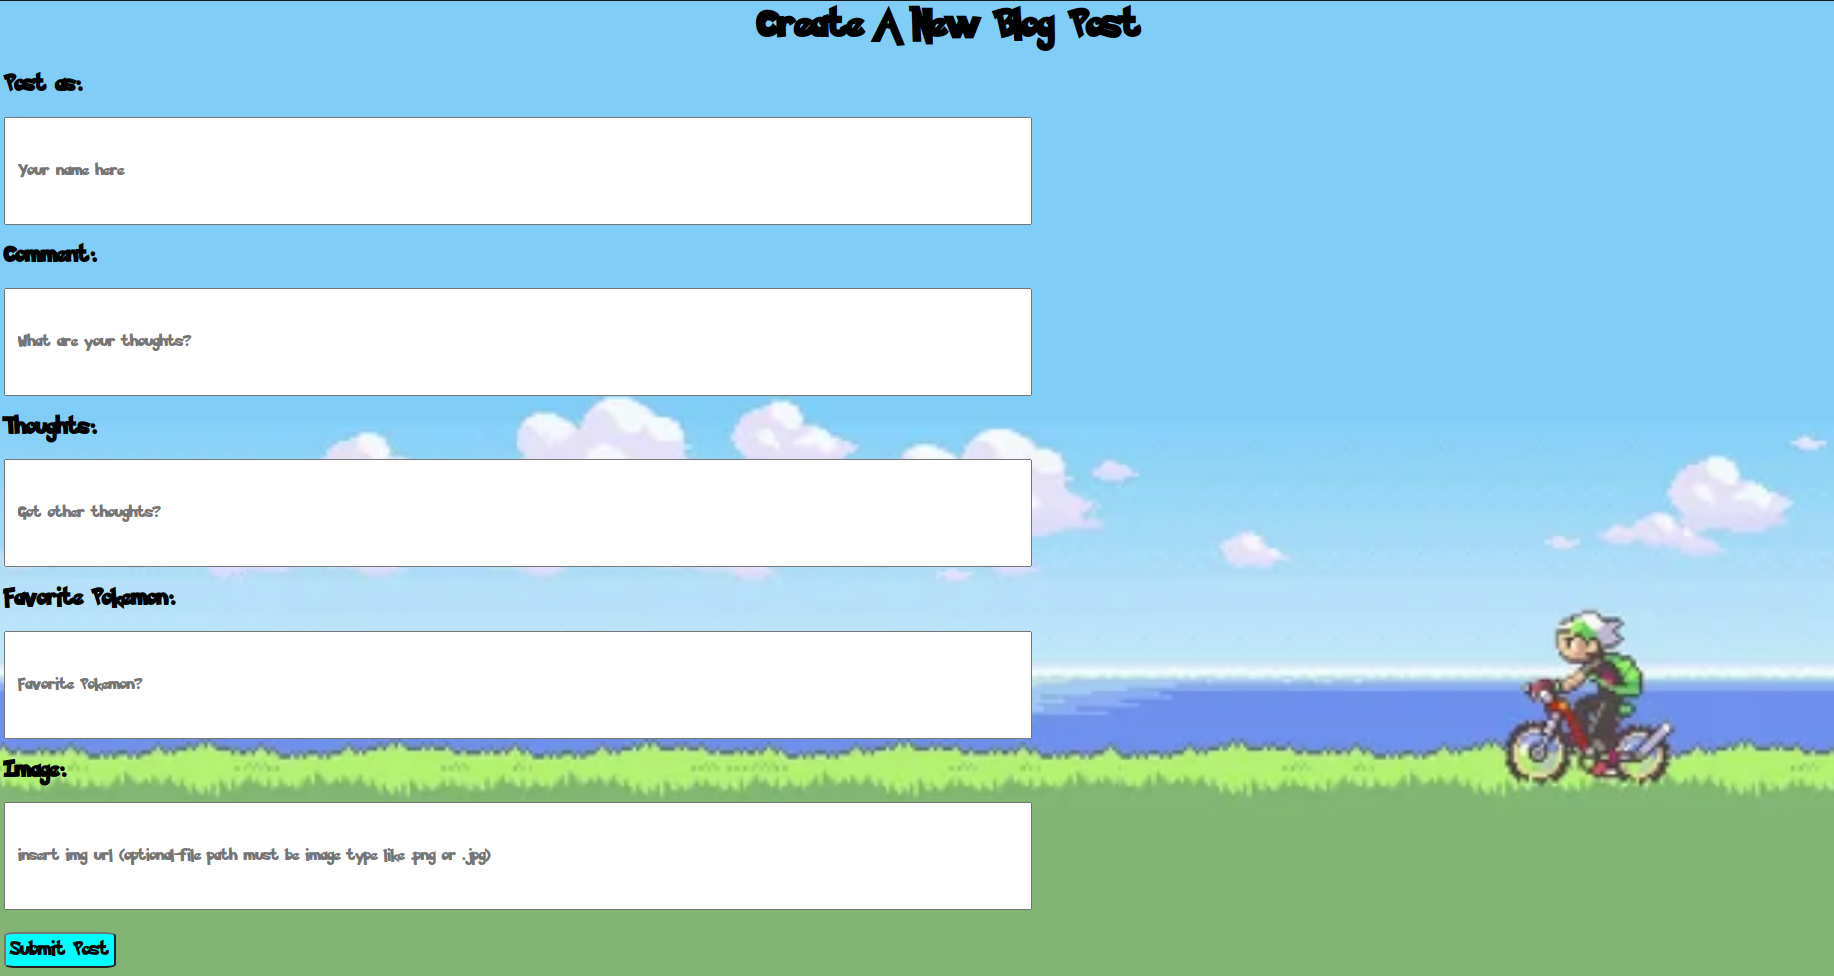 Create A New Blog Post
Post as:
Your name here
Comment:
What are your thoughts?
Thoughts:
Got other thoughts?
Favorite Pokemon:
Favorite Pokemon?
Image:
insert img url (optional-file path must be image type like .png or .jpg)
Submit Post